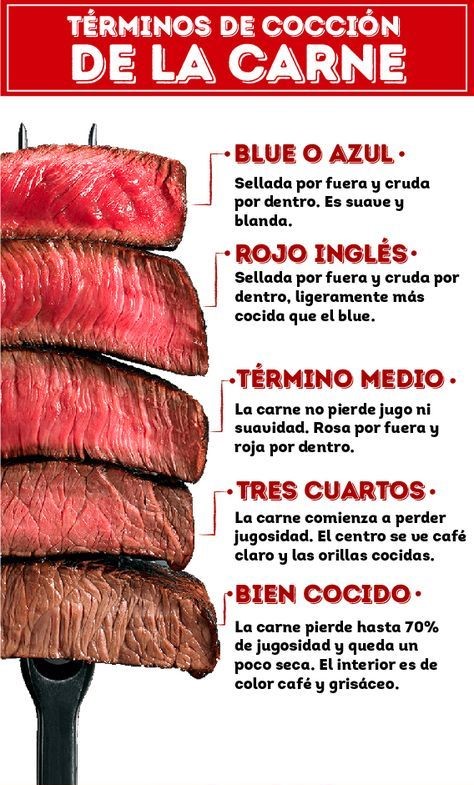 TÉRMINOS DE COCCIÓN
DE LA CARNE
BLUE O AZUL
Sellada por fuera y cruda
por dentro. Es suave y
blanda.
ROJO INGLÉS
Sellada por fuera y cruda por
dentro, ligeramente más
cocida que el blue.
TÉRMINO MEDIO
La carne no pierde jugo ni
suavidad. Rosa por fuera y
roja por dentro.
TRES CUARTOS
La carne comienza a perder
jugosidad. El centro se ve café
claro y las orillas cocidas.
BIEN COCIDO
La carne pierde hasta 70%
de jugosidad y queda un
poco seca. El interior es de
color café y grisáceo.